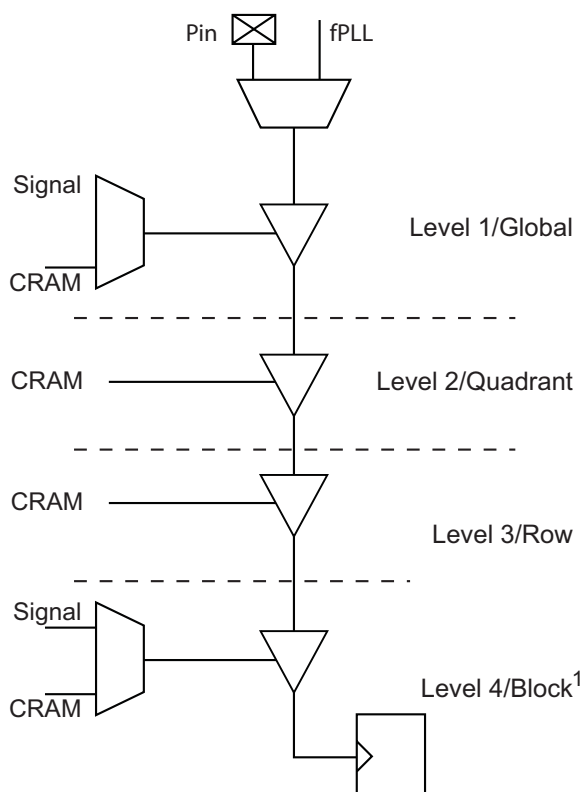 Pin
fPLL
Signal
Level 1/Global
CRAM
CRAM
Level 2/Quadrant
CRAM
Level 3/Row
Signal
Level 4/Block1
CRAM